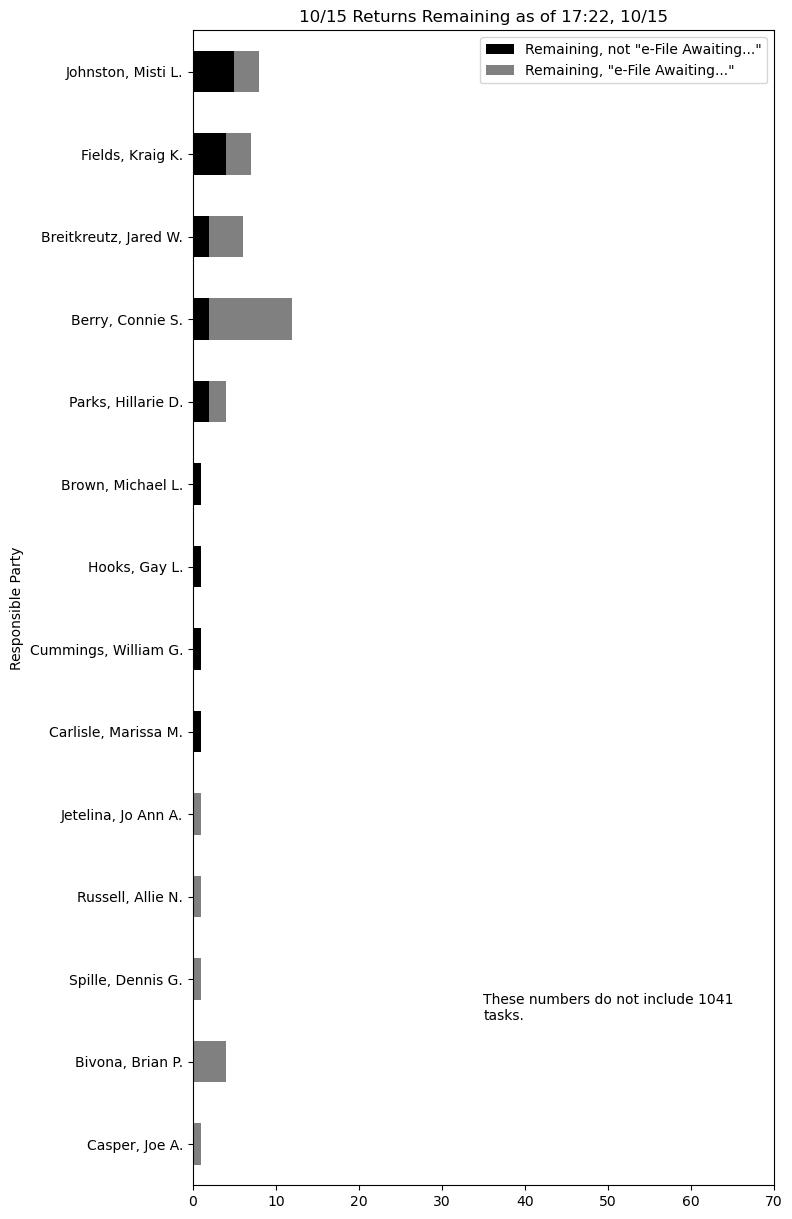 10/15 Returns Remaining as of 17:22, 10/15
Remaining, not "e-File Awaiting..."
Remaining, "e-File Awaiting..."
Responsible Party
Johnston, Misti L.
Fields, Kraig K.
Breitkreutz, Jared W.
Berry, Connie S.
Parks, Hillarie D.
Brown, Michael L.
Hooks, Gay L.
Cummings, William G.
Carlisle, Marissa M.
Jetelina, Jo Ann A.
Russell, Allie N.
Spille, Dennis G.
Bivona, Brian P.
Casper, Joe A.
These numbers do not include 1041
tasks.
0 10 20 30 40 50 60 70